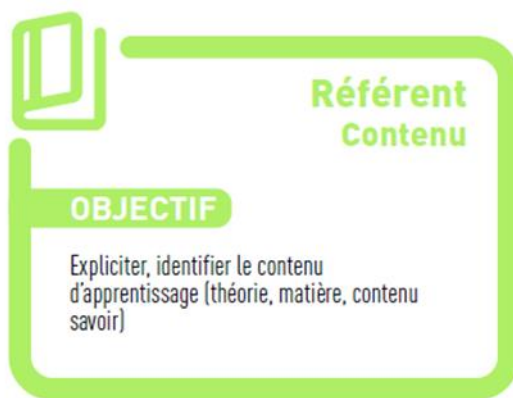 Référent
Contenu
OBJECTIF
Expliciter, identifier le contenu
d'apprentissage (théorie, matière, contenu
savoir)